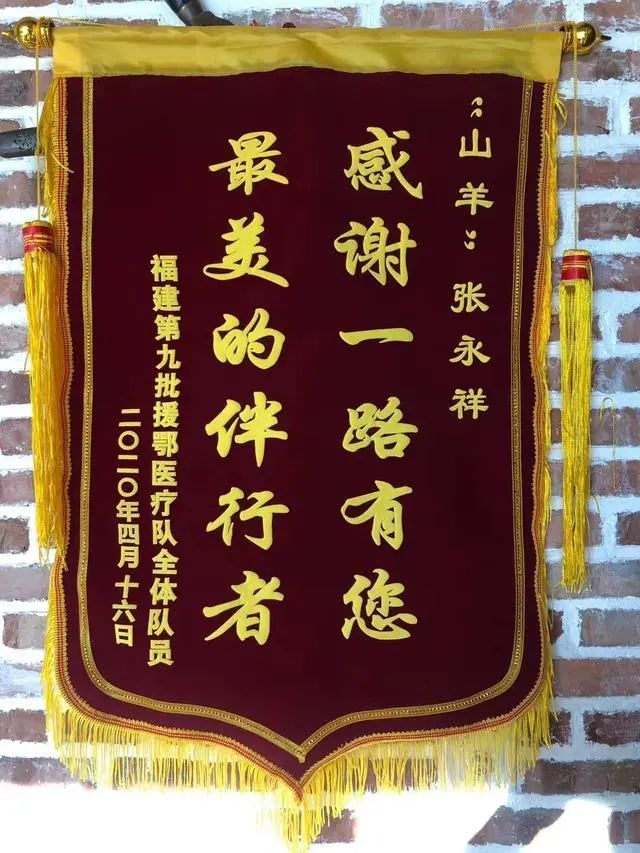 “山羊”张永祥
感谢一路有您
最美的伴行者
福建第九批援鄂医疗队全体队员
二〇二〇年四月十六日